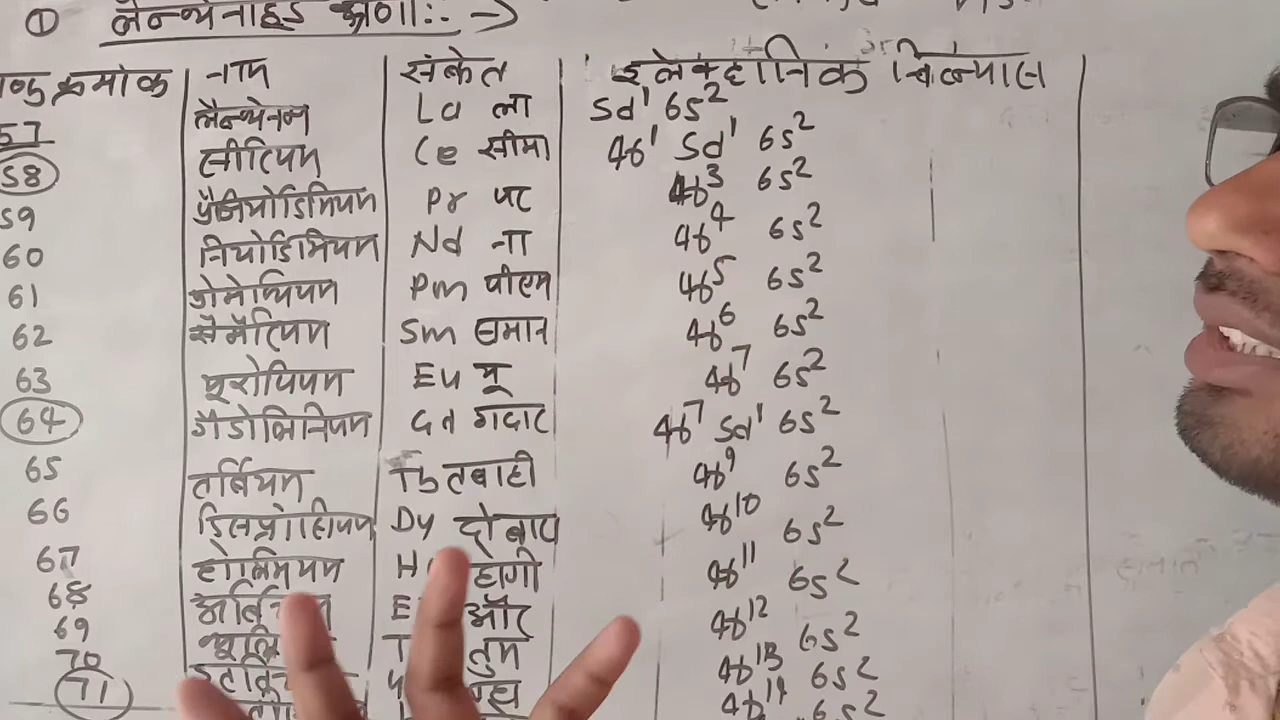 ① लैन्थेनाइड श्रेणीः- →
क्रमांक नाम संकेत इलेक्ट्रॉनिक विन्यास
57 लैन्थेनम La ला 5d¹ 6s²
58 सीरियम Ce सीमा 4f¹ 5d¹ 6s²
59 प्रैजियोडिमियम Pr पर 4f³ 6s²
60 नियोडिमियम Nd ना 4f⁴ 6s²
61 प्रोमेथियम Pm पीएम 4f⁵ 6s²
62 सैमेरियम Sm समान 4f⁶ 6s²
63 यूरोपियम Eu यू 4f⁷ 6s²
64 गैडोलिनियम Gd गदार 4f⁷ 5d¹ 6s²
65 तर्बियम Tb तबाही 4f⁹ 6s²
66 डिसप्रोसियम Dy दो बाय 4f¹⁰ 6s²
67 होल्मियम होगी 4f¹¹ 6s²
68 और 4f¹² 6s²
69 तुम 4f¹³ 6s²
70 4f¹⁴ 6s²
71